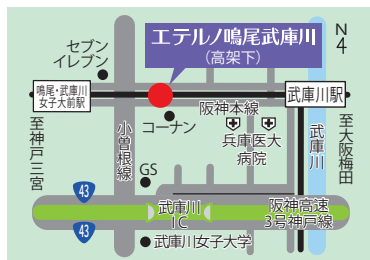 エテルノ鳴尾武庫川
(高架下)
N
4
セブン
イレブン
鳴尾・武庫川
女子大前駅
武庫川駅
阪神本線
コーナン
兵庫医大
病院
至神戸三宮
小曽根線
武庫川
至大阪梅田
GS
43
武庫川
IC
阪神高速
3号神戸線
43
武庫川女子大学